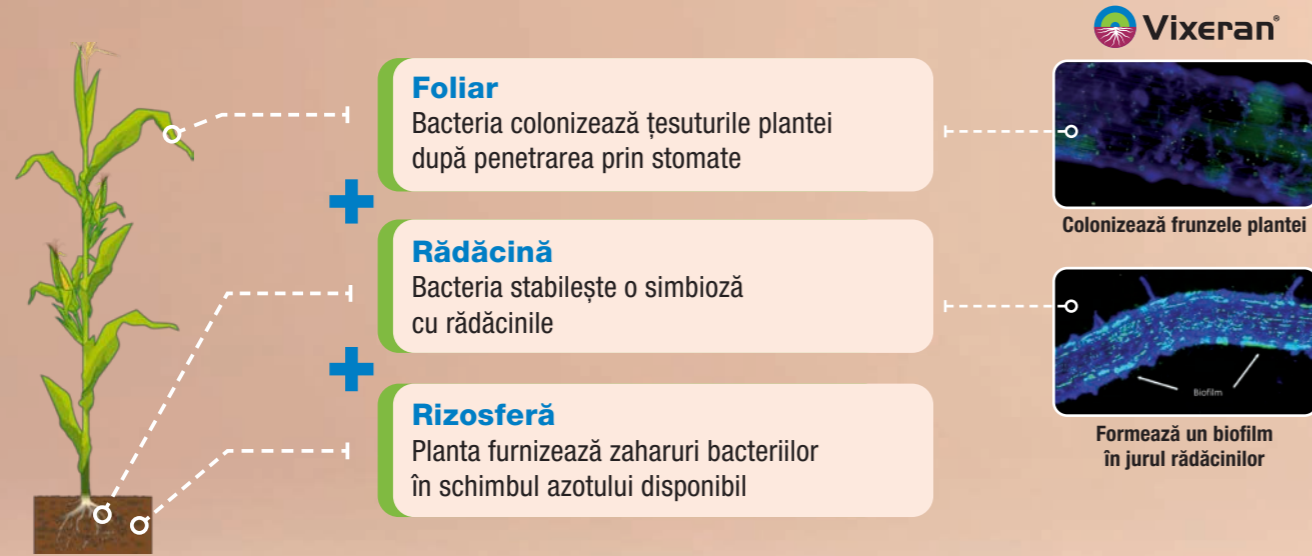 Vixeran®
Foliar
Bacteria colonizează țesuturile plantei
după penetrarea prin stomate
Colonizează frunzele plantei
Rădăcină
Bacteria stabilește o simbioză
cu rădăcinile
Biofilm
Formează un biofilm
în jurul rădăcinilor
Rizosferă
Planta furnizează zaharuri bacteriilor
în schimbul azotului disponibil